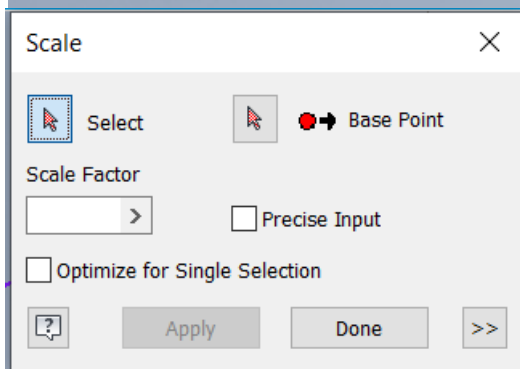 Scale
Select
Base Point
Scale Factor
>
Precise Input
Optimize for Single Selection
?
Apply
Done
>>